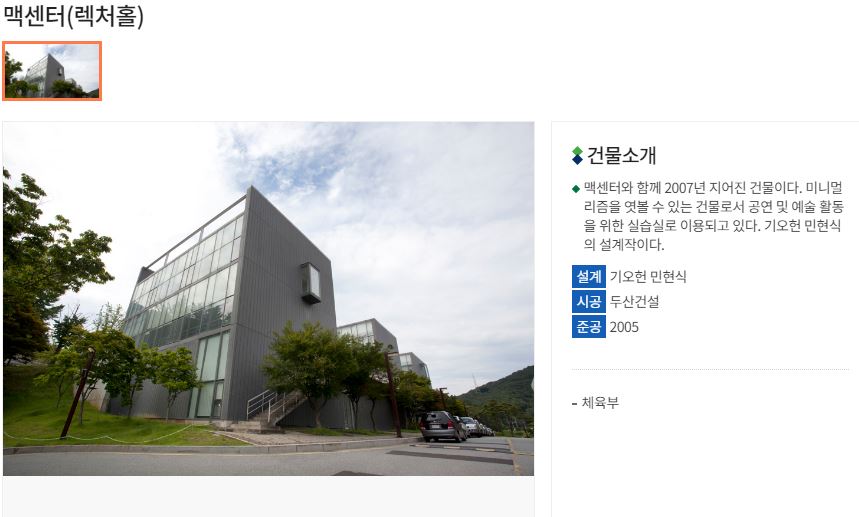 맥센터(렉처홀)
건물소개
맥센터와 함께 2007년 지어진 건물이다. 미니멀
리즘을 엿볼 수 있는 건물로서 공연 및 예술 활동
을 위한 실습실로 이용되고 있다. 기오헌 민현식
의 설계작이다.
설계 기오헌 민현식
시공 두산건설
준공 2005
- 체육부